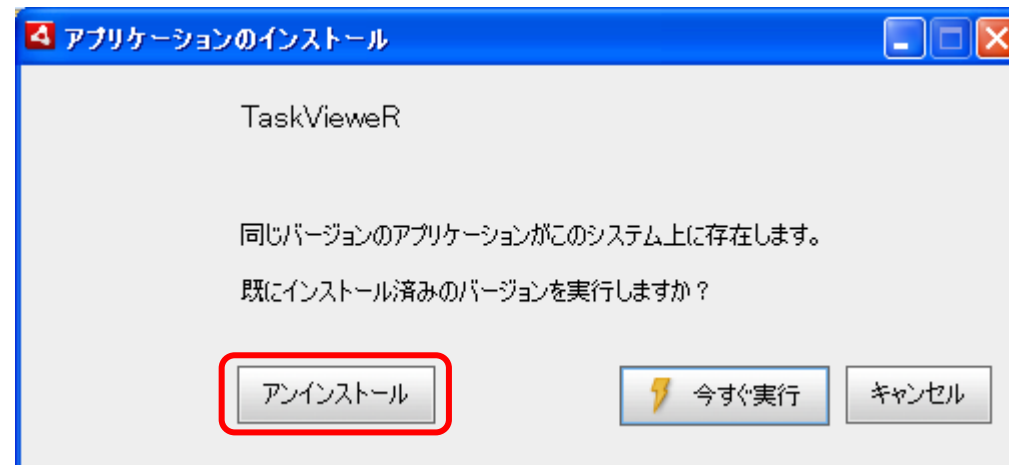 アプリケーションのインストール
TaskVieweR
同じバージョンのアプリケーションがこのシステム上に存在します。
既にインストール済みのバージョンを実行しますか？
アンインストール 今すぐ実行 キャンセル